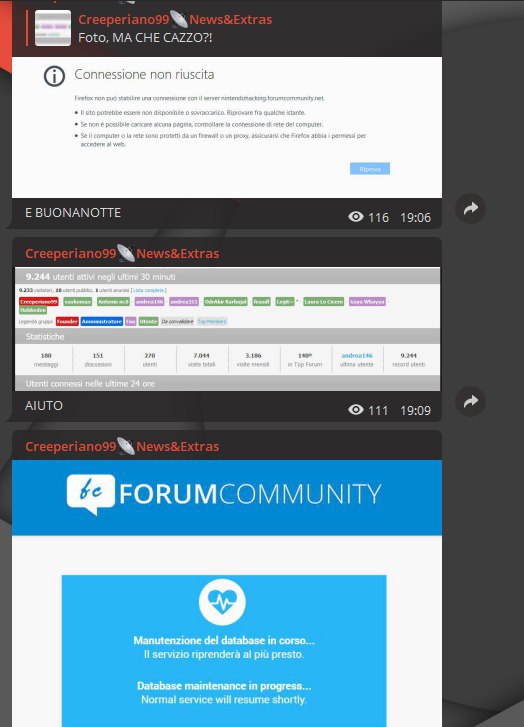 Creeperiano99📡News&Extras
Foto, MA CHE CAZZO?!
Connessione non riuscita
Firefox non può stabilire una connessione con il server nintendohacking.forumcommunity.net.
• Il sito potrebbe essere non disponibile o sovraccarico. Riprovare fra qualche istante.
• Se non è possibile caricare alcuna pagina, controllare la connessione di rete del computer.
• Se il computer o la rete sono protetti da un firewall o un proxy, assicurarsi che Firefox abbia i permessi per
accedere al web.
Riprova
E BUONANOTTE
116 19:06
Creeperiano99📡News&Extras
9.244 utenti attivi negli ultimi 30 minuti
9.233 visitatori, 10 utenti pubblici, 1 utenti anonimi [ Lista completa ]
Creeperiano99 vaskomax Antonio m.0 andrea146 andrea311 OdrAkir Karbajal feasdf Legit~ • Laura Lo Cicero Guyo Whuyya
Hakkedex
Legenda gruppi: Founder Amministratore Fan Utente Da convalidare Top Members
Statistiche
180 151 270 7.044 3.186 140º andrea146 9.244
messaggi discussioni utenti visite totali visite mensili in Top Forum ultimo utente record utenti
Utenti connessi nelle ultime 24 ore
AIUTO
111 19:09
Creeperiano99📡News&Extras
fc FORUMCOMMUNITY
Manutenzione del database in corso...
Il servizio riprenderà al più presto.
Database maintenance in progress...
Normal service will resume shortly.